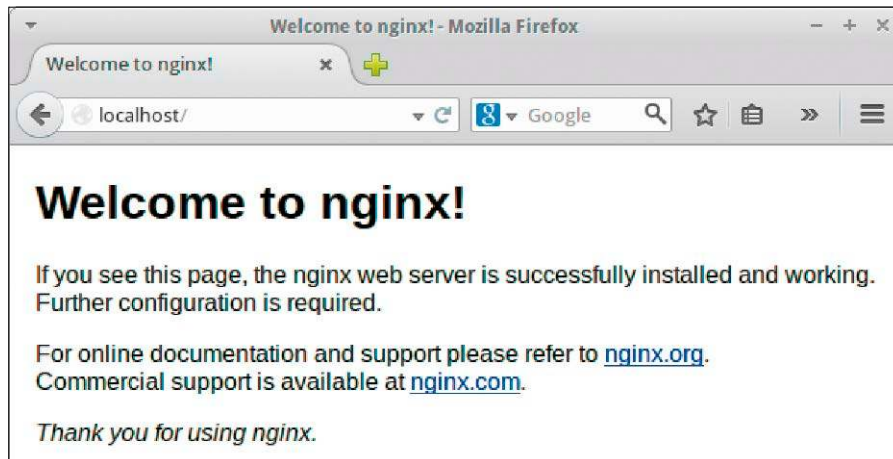 Welcome to nginx! - Mozilla Firefox
Welcome to nginx!
localhost/
8 Google
Welcome to nginx!
If you see this page, the nginx web server is successfully installed and working.
Further configuration is required.
For online documentation and support please refer to nginx.org.
Commercial support is available at nginx.com.
Thank you for using nginx.